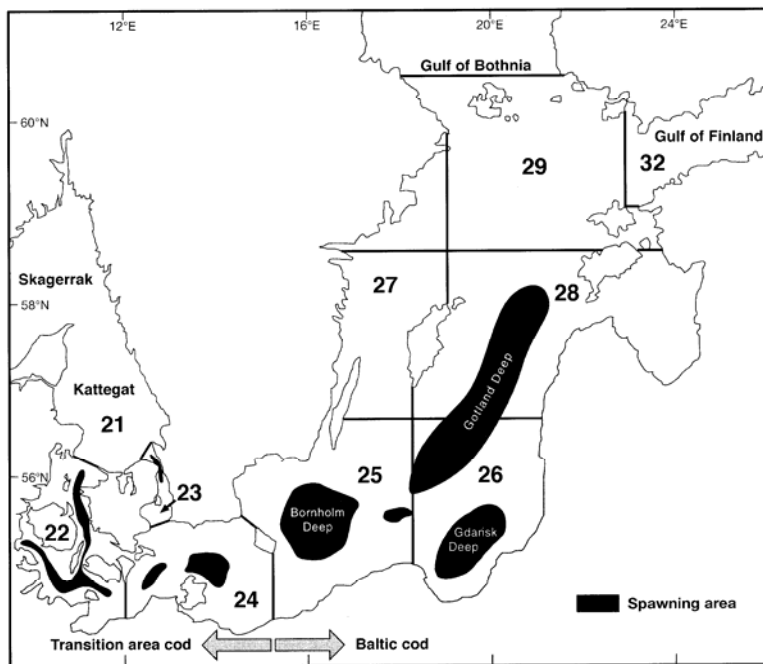 12°E
16°E
20°E
24°E
Gulf of Bothnia
60°N
Gulf of Finland
29
32
Skagerrak
27
28
58°N
Gotland Deep
Kattegat
21
25
26
56°N
23
22
Bornholm
Deep
Gdańsk
Deep
24
Spawning area
Transition area cod
Baltic cod